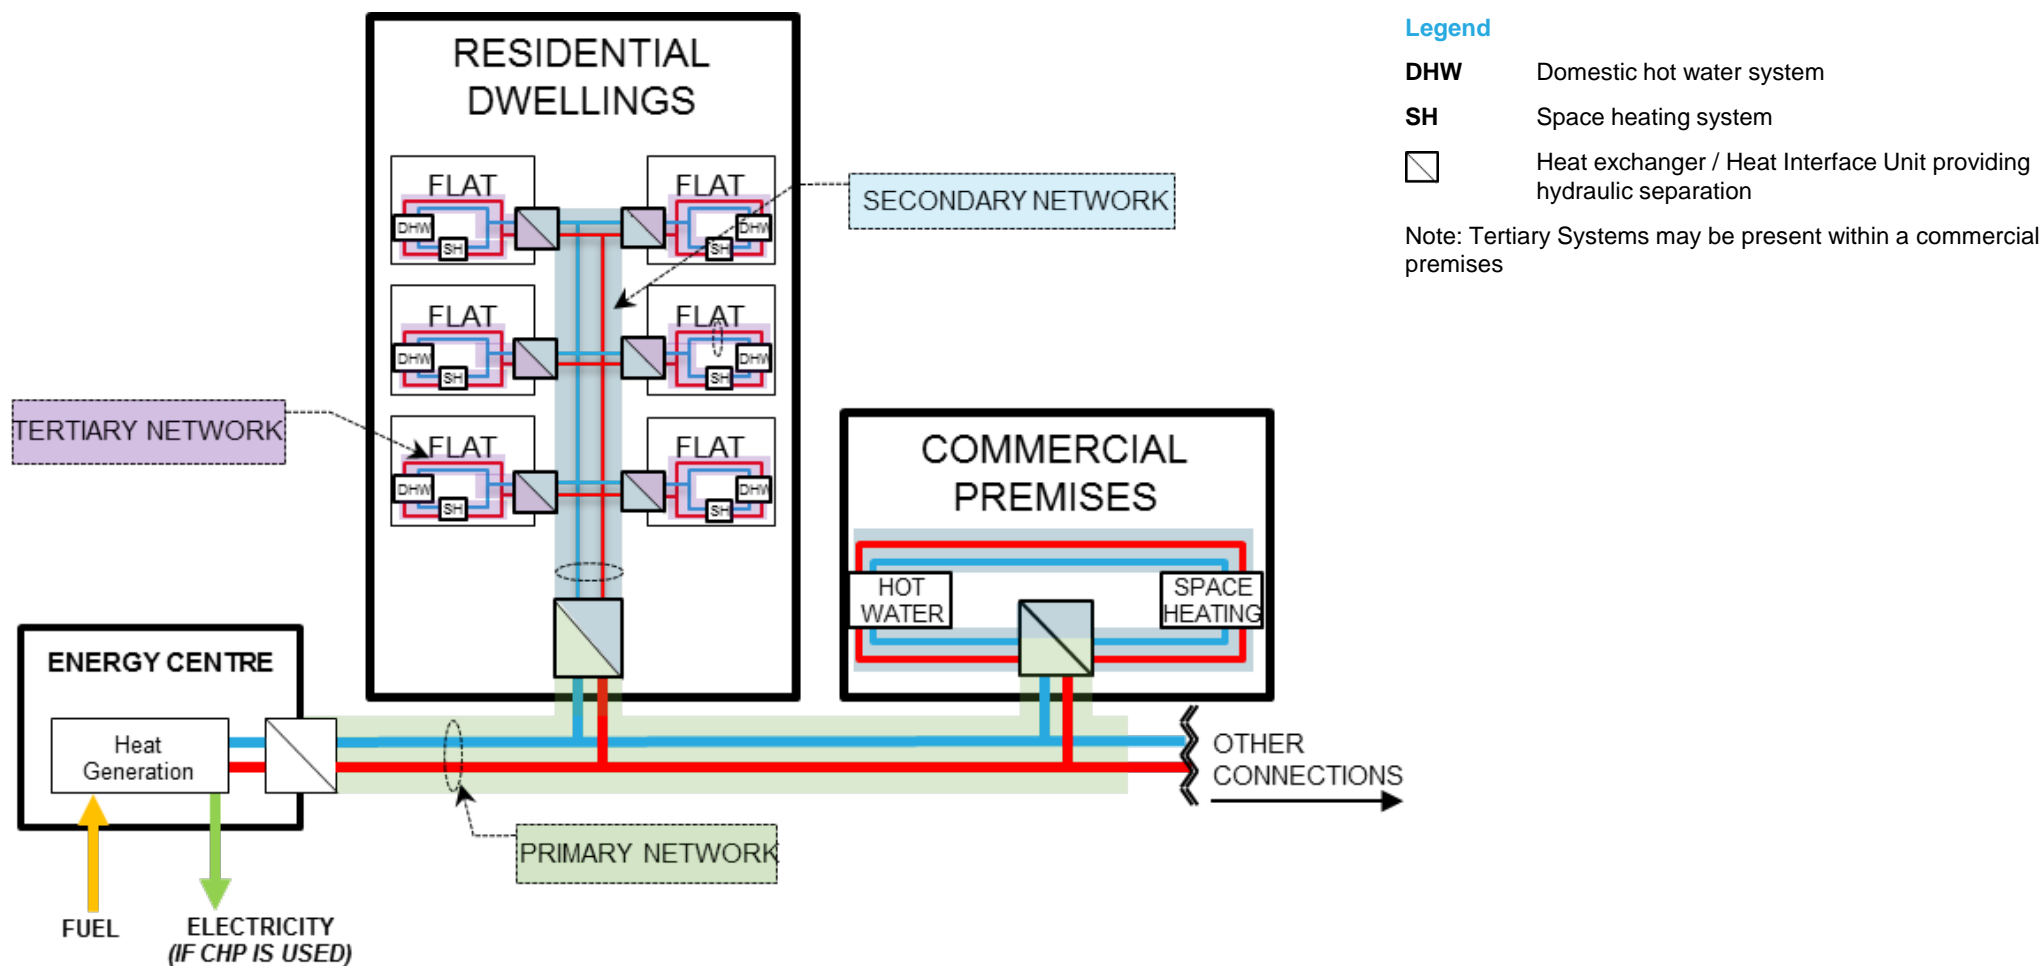 RESIDENTIAL
DWELLINGS
FLAT
DHW
SH
FLAT
DHW
SH
FLAT
DHW
SH
FLAT
DHW
SH
FLAT
DHW
SH
FLAT
DHW
SH
SECONDARY NETWORK
TERTIARY NETWORK
COMMERCIAL
PREMISES
HOT
WATER
SPACE
HEATING
ENERGY CENTRE
Heat
Generation
FUEL
ELECTRICITY
(IF CHP IS USED)
PRIMARY NETWORK
OTHER
CONNECTIONS
Legend
DHW Domestic hot water system
SH Space heating system
Heat exchanger / Heat Interface Unit providing
hydraulic separation
Note: Tertiary Systems may be present within a commercial
premises